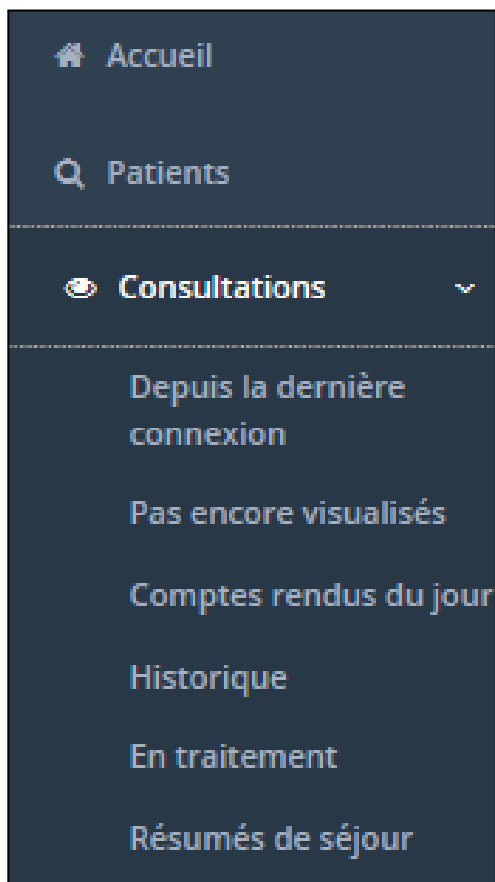 Accueil
Patients
Consultations
Depuis la dernière
connexion
Pas encore visualisés
Comptes rendus du jour
Historique
En traitement
Résumés de séjour